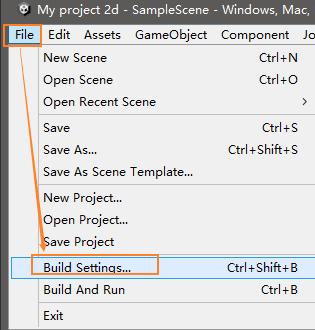 My project 2d - SampleScene - Windows, Mac,
File Edit Assets GameObject Component Jo
New Scene Ctrl+N
Open Scene Ctrl+O
Open Recent Scene
Save Ctrl+S
Save As... Ctrl+Shift+S
Save As Scene Template...
New Project...
Open Project...
Save Project
Build Settings... Ctrl+Shift+B
Build And Run Ctrl+B
Exit